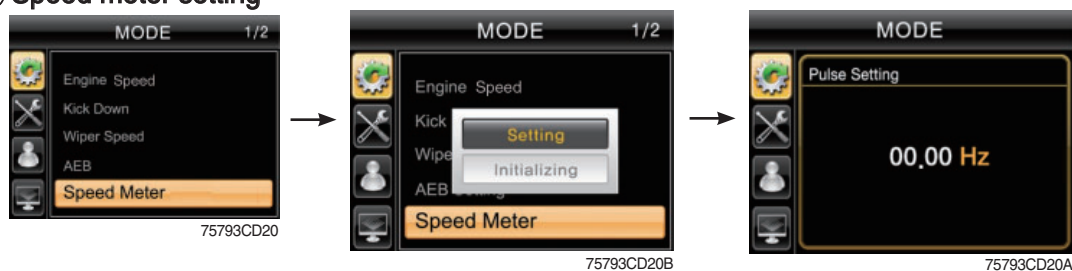 Speed meter setting
MODE 1/2
Engine Speed
Kick Down
Wiper Speed
AEB
Speed Meter
75793CD20
MODE 1/2
Engine Speed
Kick
Wipe
AEB
Setting
Initializing
Speed Meter
75793CD20B
MODE
Pulse Setting
00.00 Hz
75793CD20A